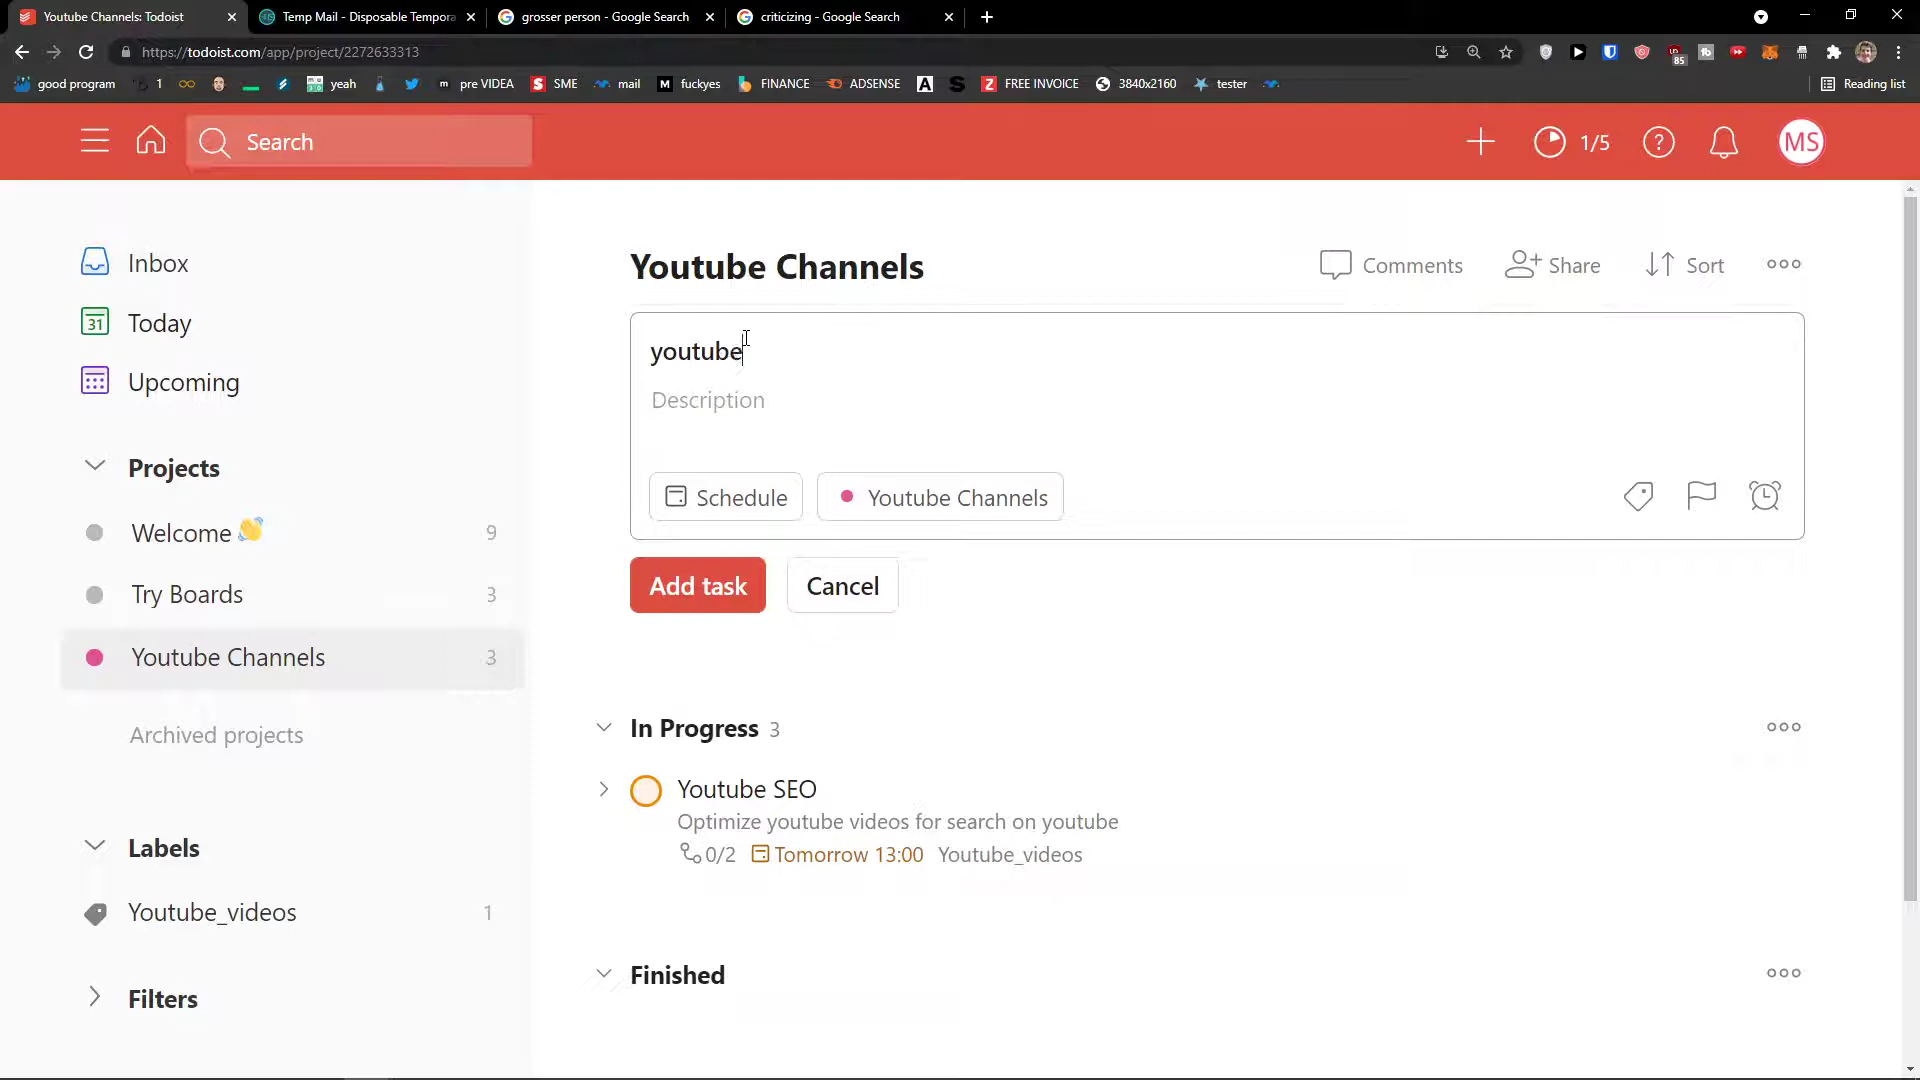 Youtube Channels: Todoist
Temp Mail - Disposable Tempora
grosser person - Google Search
criticizing - Google Search
https://todoist.com/app/project/2272633313
85
good program
1
yeah
pre VIDEA
SME
mail
fuckyes
FINANCE
ADSENSE
FREE INVOICE
3840x2160
tester
Reading list
Search
1/5
MS
Inbox
31 Today
Upcoming
Projects
Welcome 👋 9
Try Boards 3
Youtube Channels 3
Archived projects
Labels
Youtube_videos 1
Filters
Youtube Channels
Comments
Share
Sort
youtube
Description
Schedule
Youtube Channels
Add task
Cancel
In Progress 3
Youtube SEO
Optimize youtube videos for search on youtube
0/2 Tomorrow 13:00 Youtube_videos
Finished